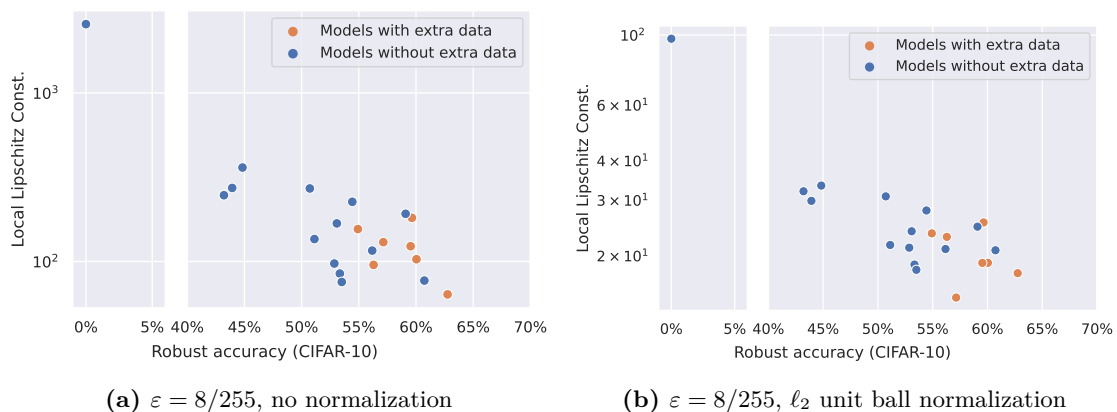 Models with extra data
Models without extra data
10³
10²
Local Lipschitz Const.
0% 5% 40% 45% 50% 55% 60% 65% 70%
Robust accuracy (CIFAR-10)
(a) ε = 8/255, no normalization
Models with extra data
Models without extra data
10²
6 × 10¹
4 × 10¹
3 × 10¹
2 × 10¹
Local Lipschitz Const.
0% 5% 40% 45% 50% 55% 60% 65% 70%
Robust accuracy (CIFAR-10)
(b) ε = 8/255, ℓ₂ unit ball normalization